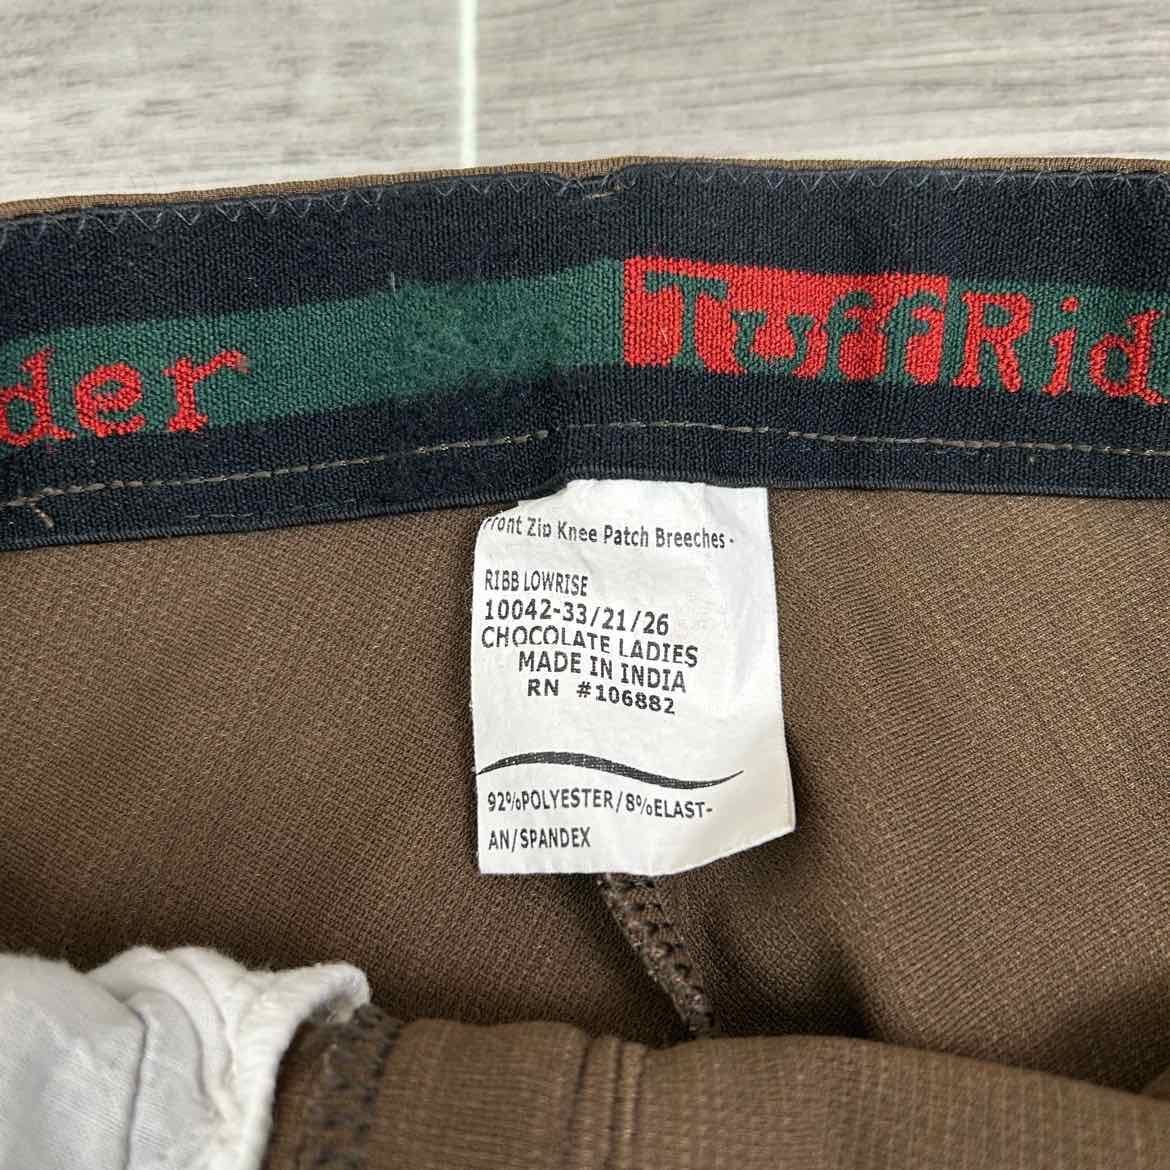 der TuffRid
Front Zip Knee Patch Breeches -
RIBB LOWRISE
10042-33/21/26
CHOCOLATE LADIES
MADE IN INDIA
RN #106882
92%POLYESTER/8%ELAST-
AN/SPANDEX